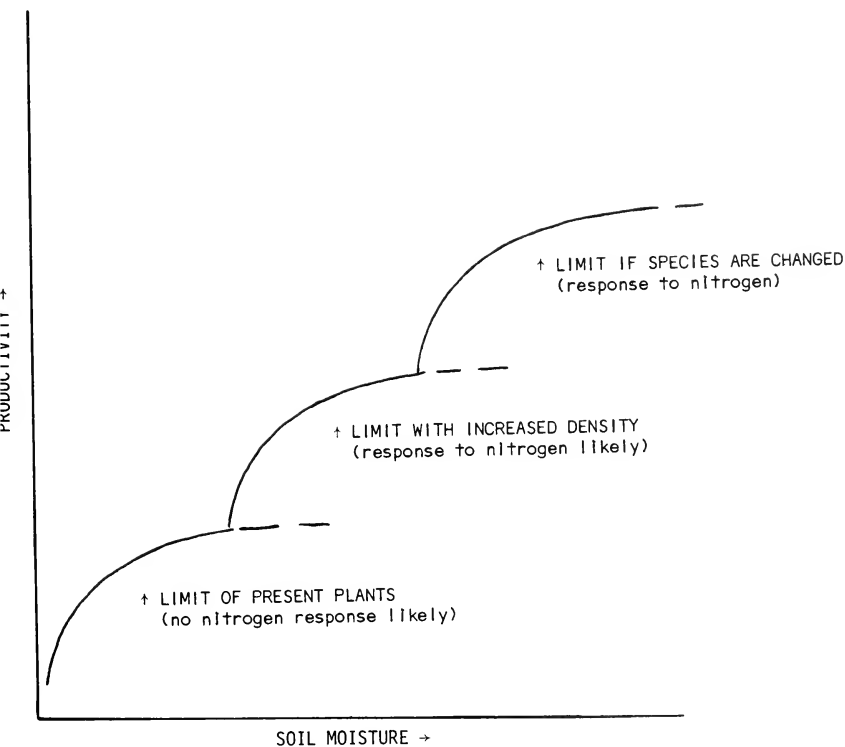 ↑ LIMIT IF SPECIES ARE CHANGED
(response to nitrogen)
PRODUCTIVITY →
↑ LIMIT WITH INCREASED DENSITY
(response to nitrogen likely)
↑ LIMIT OF PRESENT PLANTS
(no nitrogen response likely)
SOIL MOISTURE →